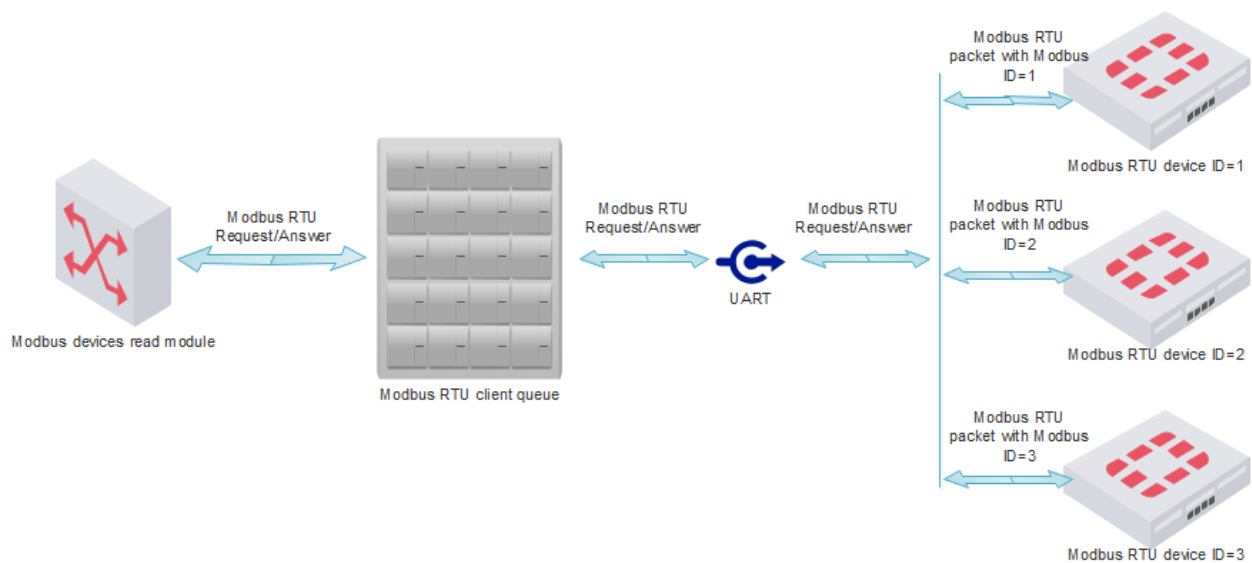 Modbus RTU
packet with Modbus
ID=1
Modbus RTU device ID=1
Modbus RTU
Request/Answer
Modbus RTU
Request/Answer
Modbus RTU
Request/Answer
Modbus RTU
packet with Modbus
ID=2
UART
Modbus devices read module
Modbus RTU device ID=2
Modbus RTU client queue
Modbus RTU
packet with Modbus
ID=3
Modbus RTU device ID=3